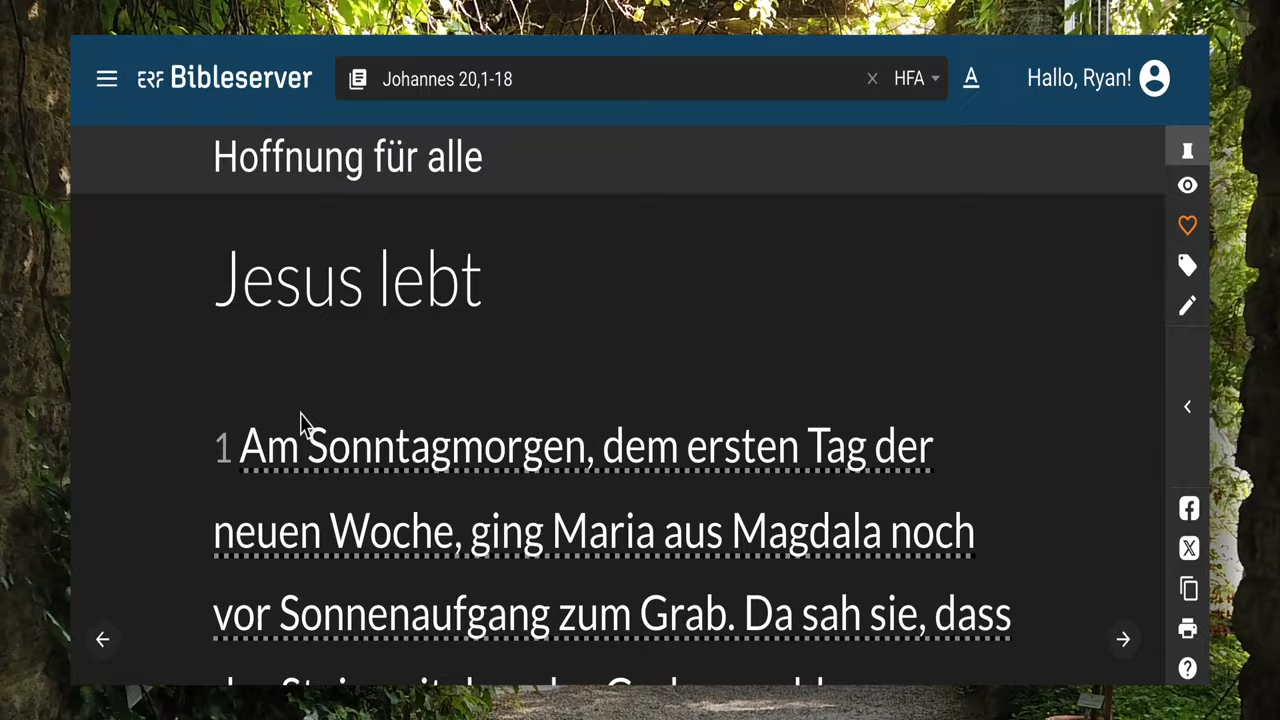 ERF Bibleserver
Johannes 20,1-18
HFA
A
Hallo, Ryan!
Hoffnung für alle
Jesus lebt
1 Am Sonntagmorgen, dem ersten Tag der
neuen Woche, ging Maria aus Magdala noch
vor Sonnenaufgang zum Grab. Da sah sie, dass